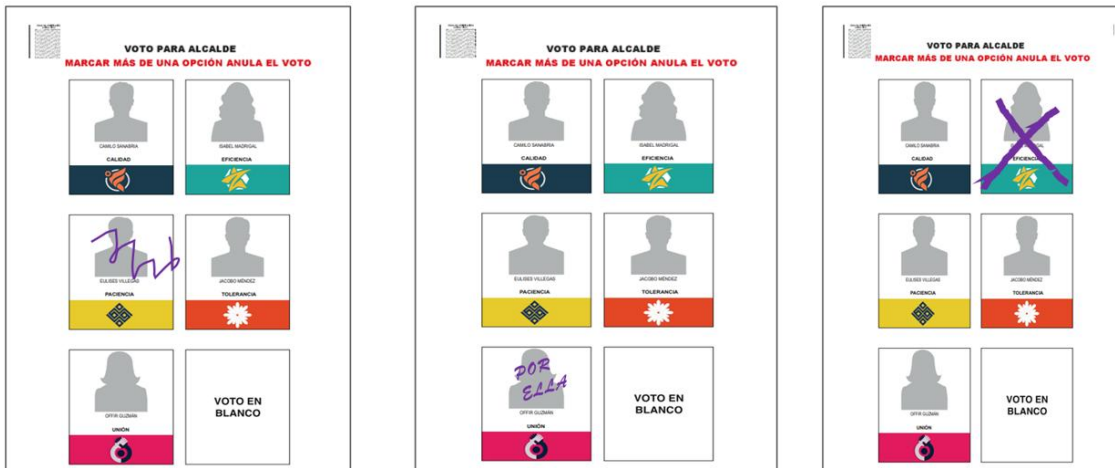 VOTO PARA ALCALDE
MARCAR MÁS DE UNA OPCIÓN ANULA EL VOTO
CAMILO SANABRIA
ISABEL MADRIGAL
CALIDAD
EFICIENCIA
EULISES VILLEGAS
JACOBO MÉNDEZ
PACIENCIA
TOLERANCIA
OFFIR GUZMÁN
UNIÓN
VOTO EN
BLANCO
VOTO PARA ALCALDE
MARCAR MÁS DE UNA OPCIÓN ANULA EL VOTO
CAMILO SANABRIA
ISABEL MADRIGAL
CALIDAD
EFICIENCIA
EULISES VILLEGAS
JACOBO MÉNDEZ
PACIENCIA
TOLERANCIA
POR
ELLA
OFFIR GUZMÁN
UNIÓN
VOTO EN
BLANCO
VOTO PARA ALCALDE
MARCAR MÁS DE UNA OPCIÓN ANULA EL VOTO
CAMILO SANABRIA
CALIDAD
EFICIENCIA
EULISES VILLEGAS
JACOBO MÉNDEZ
PACIENCIA
TOLERANCIA
OFFIR GUZMÁN
UNIÓN
VOTO EN
BLANCO